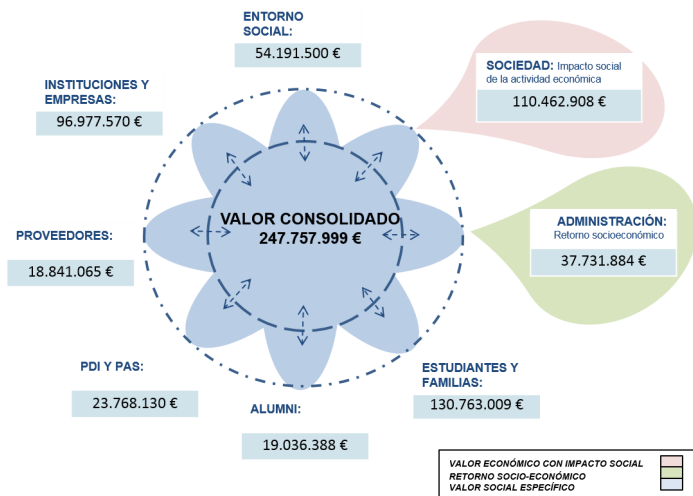 ENTORNO
SOCIAL:
54.191.500 €
SOCIEDAD: Impacto social
de la actividad económica
110.462.908 €
INSTITUCIONES Y
EMPRESAS:
96.977.570 €
VALOR CONSOLIDADO
247.757.999 €
ADMINISTRACIÓN:
Retorno socioeconómico
37.731.884 €
PROVEEDORES:
18.841.065 €
PDI Y PAS:
23.768.130 €
ALUMNI:
19.036.388 €
ESTUDIANTES Y
FAMILIAS:
130.763.009 €
VALOR ECONÓMICO CON IMPACTO SOCIAL
RETORNO SOCIO-ECONÓMICO
VALOR SOCIAL ESPECÍFICO